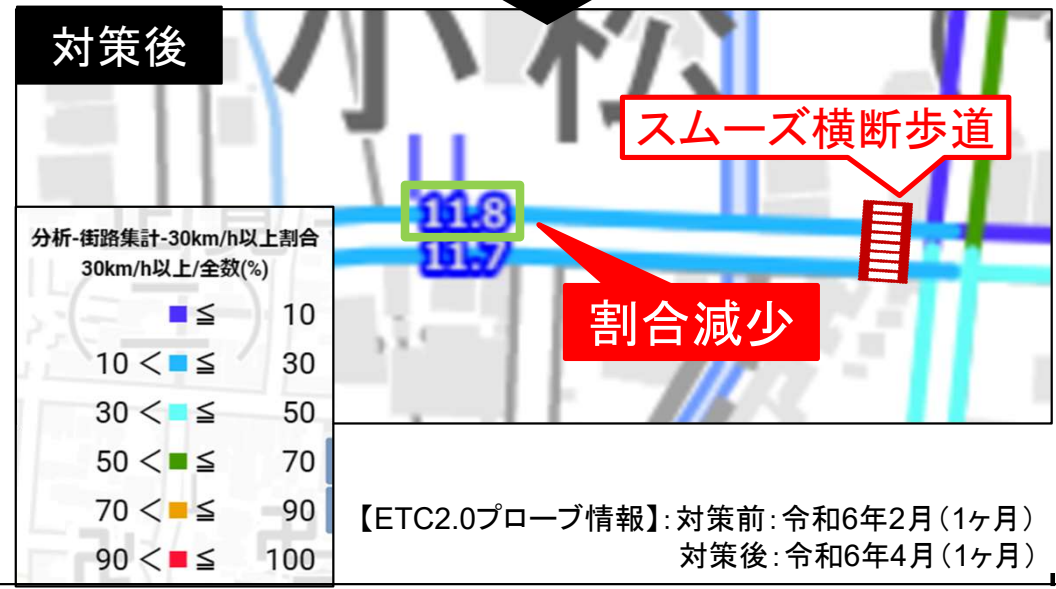 対策後
小松
スムーズ横断歩道
11.8
11.7
割合減少
分析-街路集計-30km/h以上割合
30km/h以上/全数(%)
■ ≦ 10
10 < ■ ≦ 30
30 < ■ ≦ 50
50 < ■ ≦ 70
70 < ■ ≦ 90
90 < ■ ≦ 100
【ETC2.0プローブ情報】:対策前:令和6年2月(1ヶ月)
対策後:令和6年4月(1ヶ月)